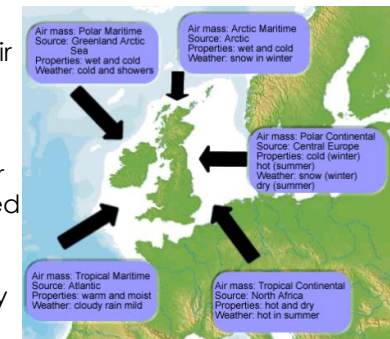 ir
r
ed
y
Air mass: Polar Maritime
Source: Greenland Arctic
Sea
Properties: wet and cold
Weather: cold and showers
Air mass: Arctic Maritime
Source: Arctic
Properties: wet and cold
Weather: snow in winter
Air mass: Polar Continental
Source: Central Europe
Properties: cold (winter)
hot (summer)
Weather: snow (winter)
dry (summer)
Air mass: Tropical Maritime
Source: Atlantic
Properties: warm and moist
Weather: cloudy rain mild
Air mass: Tropical Continental
Source: North Africa
Properties: hot and dry
Weather: hot in summer